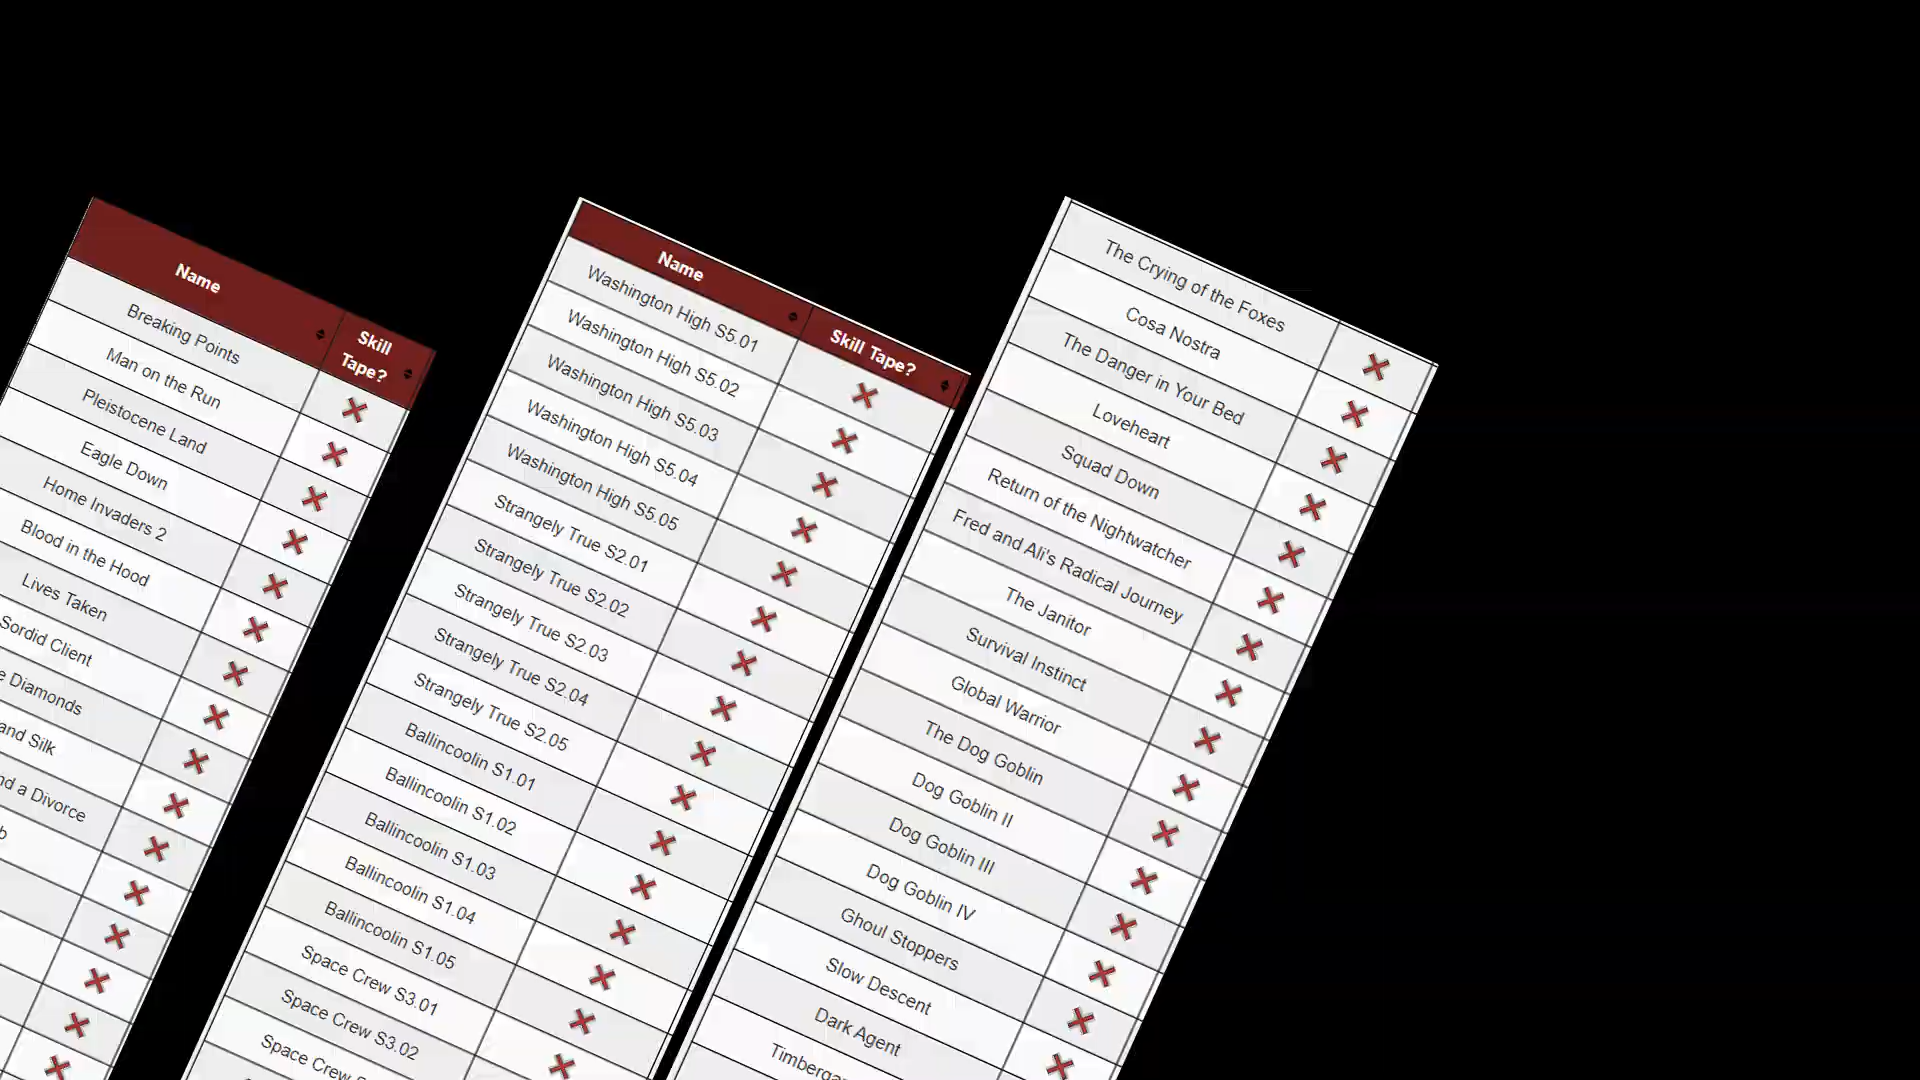 Name
Skill
Tape?
Breaking Points
Man on the Run
Pleistocene Land
Eagle Down
Home Invaders 2
Blood in the Hood
Lives Taken
Sordid Client
Diamonds
and Silk
a Divorce
Name
Skill Tape?
Washington High S5.01
Washington High S5.02
Washington High S5.03
Washington High S5.04
Washington High S5.05
Strangely True S2.01
Strangely True S2.02
Strangely True S2.03
Strangely True S2.04
Strangely True S2.05
Ballincoolin S1.01
Ballincoolin S1.02
Ballincoolin S1.03
Ballincoolin S1.04
Ballincoolin S1.05
Space Crew S3.01
Space Crew S3.02
Space Crew
The Crying of the Foxes
Cosa Nostra
The Danger in Your Bed
Loveheart
Squad Down
Return of the Nightwatcher
Fred and Ali's Radical Journey
The Janitor
Survival Instinct
Global Warrior
The Dog Goblin
Dog Goblin II
Dog Goblin III
Dog Goblin IV
Ghoul Stoppers
Slow Descent
Dark Agent